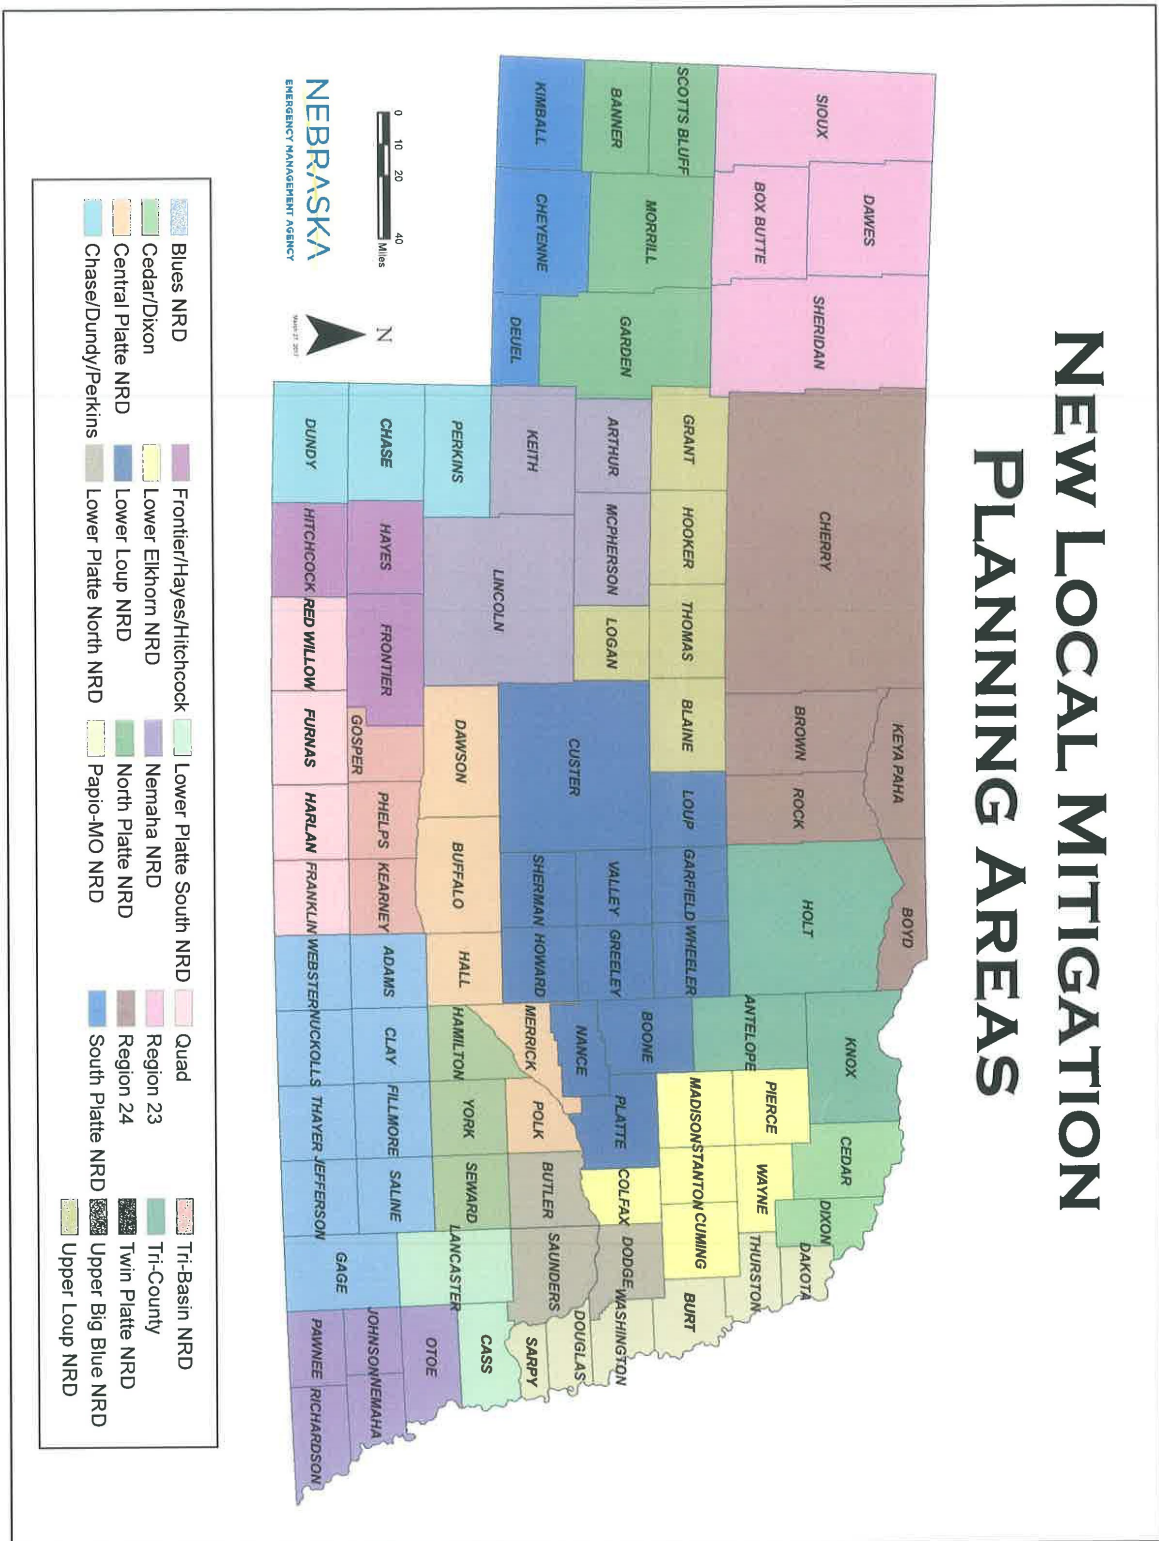 NEW LOCAL MITIGATION
PLANNING AREAS
SIOUX
DAWES
BOX BUTTE
SHERIDAN
SCOTTS BLUFF
BANNER
MORRILL
GARDEN
KIMBALL
CHEYENNE
DEUEL
CHERRY
KEYA PAHA
BROWN
ROCK
BOYD
HOLT
KNOX
ANTELOPE
CEDAR
DIXON
DAKOTA
PIERCE
WAYNE
THURSTON
GRANT
HOOKER
THOMAS
BLAINE
LOUP
GARFIELD
WHEELER
MADISON
STANTON
CUMING
BURT
ARTHUR
MCPHERSON
LOGAN
CUSTER
VALLEY
GREELEY
BOONE
NANCE
PLATTE
COLFAX
DODGE
WASHINGTON
KEITH
LINCOLN
SHERMAN
HOWARD
MERRICK
POLK
BUTLER
SAUNDERS
DOUGLAS
SARPY
PERKINS
DAWSON
BUFFALO
HALL
HAMILTON
YORK
SEWARD
LANCASTER
CASS
OTOE
CHASE
HAYES
FRONTIER
GOSPER
PHELPS
KEARNEY
ADAMS
CLAY
FILLMORE
SALINE
GAGE
JOHNSON
NEMAHA
DUNDY
HITCHCOCK
RED WILLOW
FURNAS
HARLAN
FRANKLIN
WEBSTER
NUCKOLLS
THAYER
JEFFERSON
PAWNEE
RICHARDSON
0 10 20 40
Miles
N
NEBRASKA
EMERGENCY MANAGEMENT AGENCY
Blues NRD
Cedar/Dixon
Central Platte NRD
Chase/Dundy/Perkins
Frontier/Hayes/Hitchcock
Lower Elkhorn NRD
Lower Loup NRD
Lower Platte North NRD
Lower Platte South NRD
Nemaha NRD
North Platte NRD
Papio-MO NRD
Quad
Region 23
Region 24
South Platte NRD
Tri-Basin NRD
Tri-County
Twin Platte NRD
Upper Big Blue NRD
Upper Loup NRD